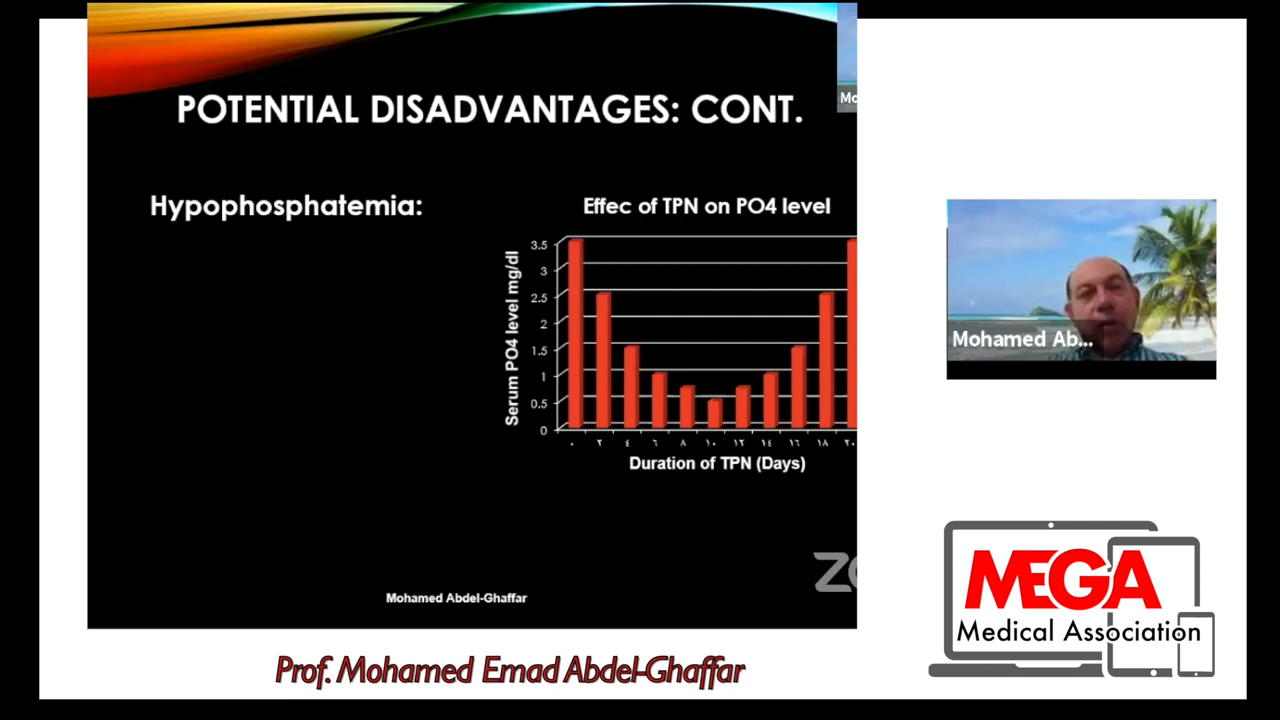 POTENTIAL DISADVANTAGES: CONT.
Mo
Hypophosphatemia:
Effec of TPN on PO4 level
Serum PO4 level mg/dl
3.5
3
2.5
2
1.5
1
0.5
0
٠ ٢ ٤ ٦ ٨ ١٠ ١٢ ١٤ ١٦ ١٨ ٢٠
Duration of TPN (Days)
Mohamed Abdel-Ghaffar
Mohamed Ab...
MEGA
Medical Association
Prof. Mohamed Emad Abdel-Ghaffar